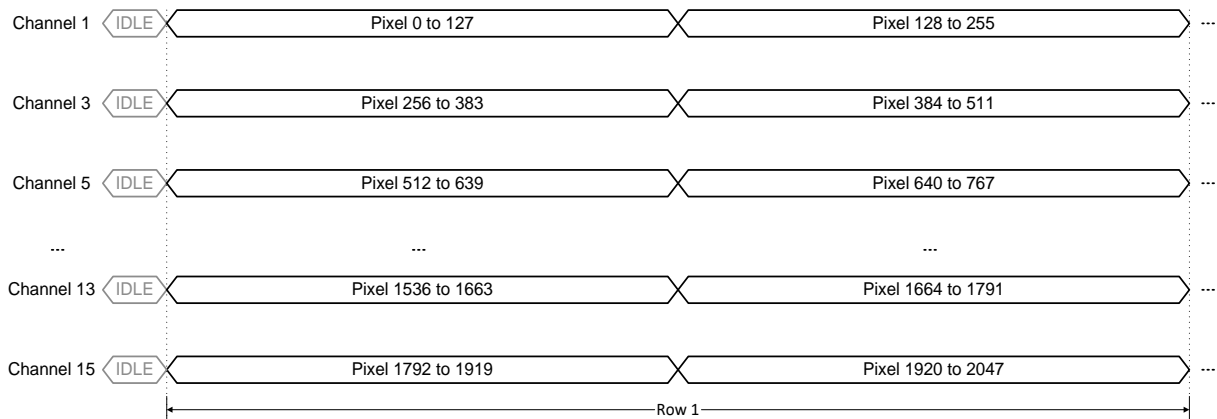 Channel 1 IDLE Pixel 0 to 127 Pixel 128 to 255 ---
Channel 3 IDLE Pixel 256 to 383 Pixel 384 to 511 ---
Channel 5 IDLE Pixel 512 to 639 Pixel 640 to 767 ---
--- --- ---
Channel 13 IDLE Pixel 1536 to 1663 Pixel 1664 to 1791 ---
Channel 15 IDLE Pixel 1792 to 1919 Pixel 1920 to 2047 ---
Row 1